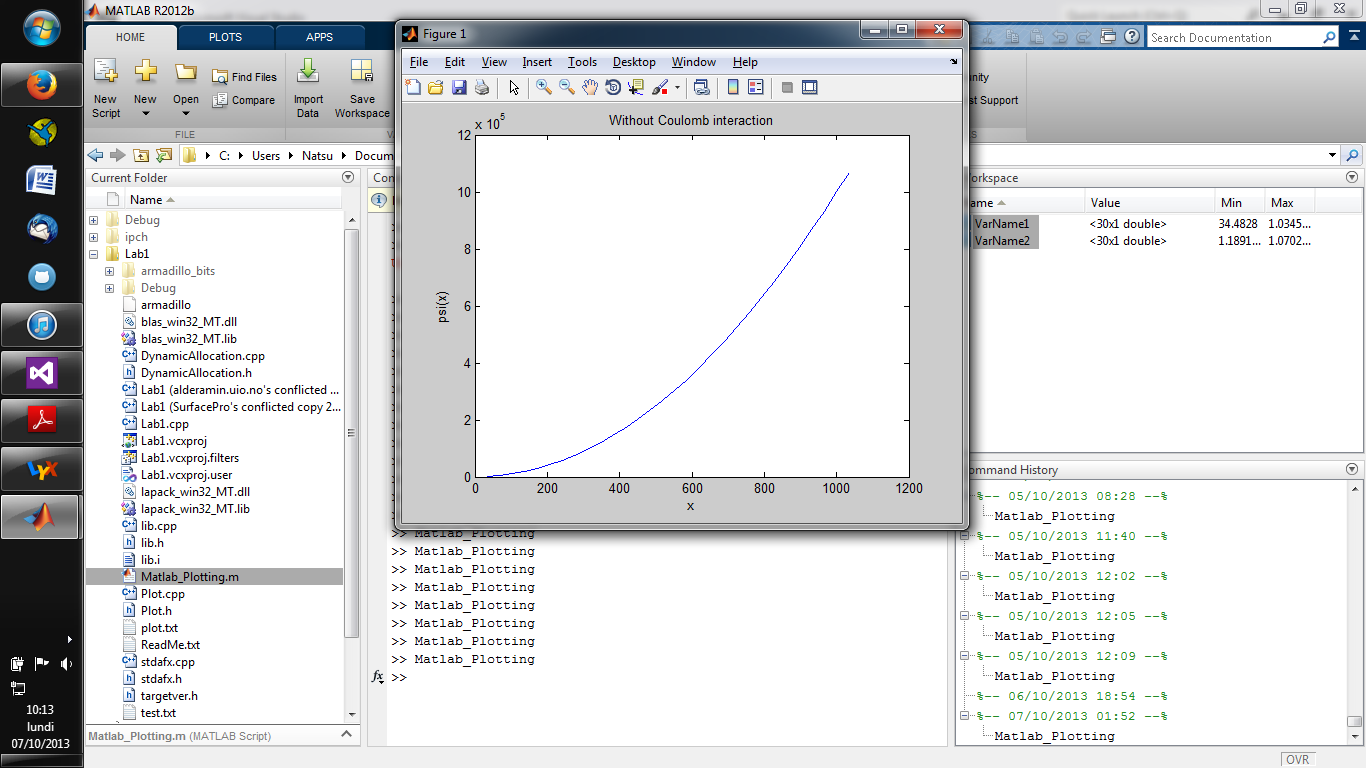 MATLAB R2012b
HOME
PLOTS
APPS
Search Documentation
New
Script
New
Open
Find Files
Compare
Import
Data
Save
Workspace
FILE
C:
Users
Natsu
Docum
Current Folder
Name
Debug
ipch
Lab1
armadillo_bits
Debug
armadillo
blas_win32_MT.dll
blas_win32_MT.lib
DynamicAllocation.cpp
DynamicAllocation.h
Lab1 (alderamin.uio.no's conflicted ...
Lab1 (SurfacePro's conflicted copy 2...
Lab1.cpp
Lab1.vcxproj
Lab1.vcxproj.filters
Lab1.vcxproj.user
lapack_win32_MT.dll
lapack_win32_MT.lib
lib.cpp
lib.h
lib.i
Matlab_Plotting.m
Plot.cpp
Plot.h
plot.txt
ReadMe.txt
stdafx.cpp
stdafx.h
targetver.h
test.txt
Matlab_Plotting.m (MATLAB Script)
Figure 1
File Edit View Insert Tools Desktop Window Help
Without Coulomb interaction
x 10^5
12
10
8
6
4
2
0
psi(x)
0 200 400 600 800 1000 1200
x
>> Matlab_Plotting
>> Matlab_Plotting
>> Matlab_Plotting
>> Matlab_Plotting
>> Matlab_Plotting
>> Matlab_Plotting
>> Matlab_Plotting
>> Matlab_Plotting
fx >>
st Support
orkspace
ame Value Min Max
VarName1 <30x1 double> 34.4828 1.0345...
VarName2 <30x1 double> 1.1891... 1.0702...
ommand History
%-- 05/10/2013 08:28 --%
Matlab_Plotting
%-- 05/10/2013 11:40 --%
Matlab_Plotting
%-- 05/10/2013 12:02 --%
Matlab_Plotting
%-- 05/10/2013 12:05 --%
Matlab_Plotting
%-- 05/10/2013 12:09 --%
Matlab_Plotting
%-- 06/10/2013 18:54 --%
%-- 07/10/2013 01:52 --%
Matlab_Plotting
OVR
10:13
lundi
07/10/2013